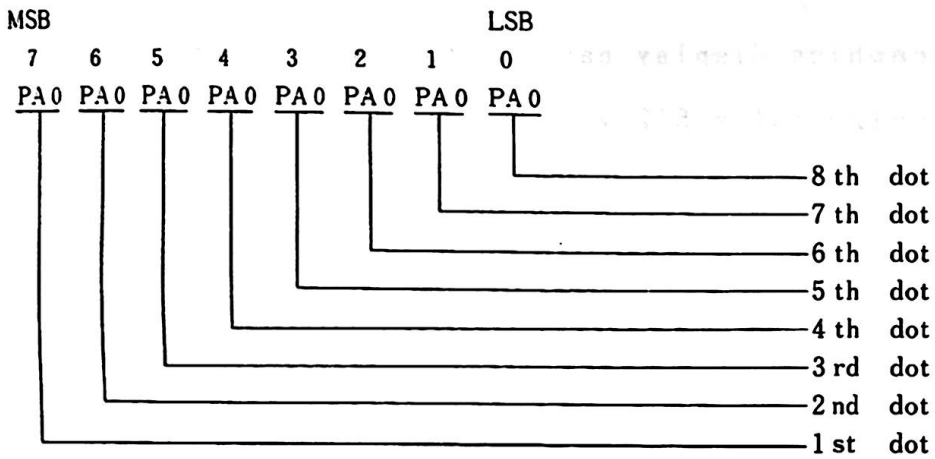 MSB LSB
7 6 5 4 3 2 1 0
PA0 PA0 PA0 PA0 PA0 PA0 PA0 PA0
8 th dot
7 th dot
6 th dot
5 th dot
4 th dot
3 rd dot
2 nd dot
1 st dot